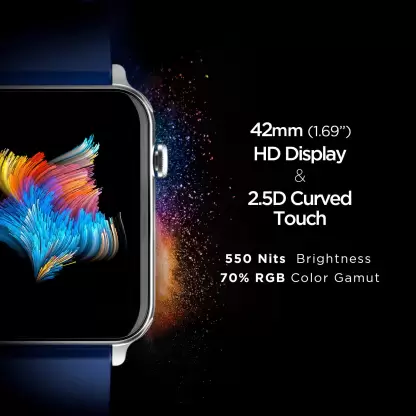 42mm (1.69”)
HD Display
&
2.5D Curved
Touch
550 Nits Brightness
70% RGB Color Gamut